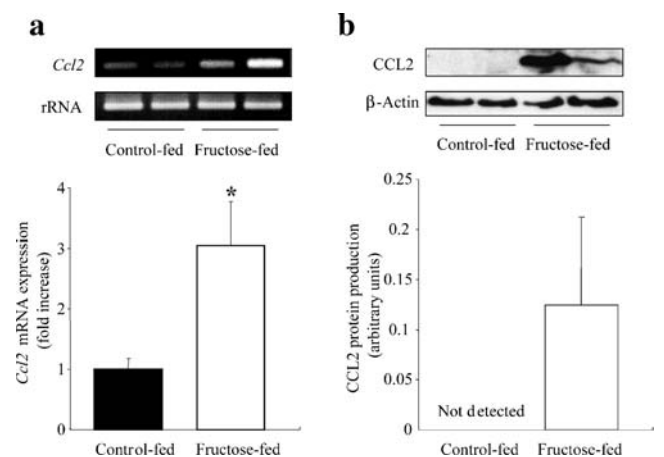 a
Ccl2
rRNA
Control-fed Fructose-fed
Ccl2 mRNA expression
(fold increase)
4
3
2
1
0
*
Control-fed Fructose-fed
b
CCL2
β-Actin
Control-fed Fructose-fed
CCL2 protein production
(arbitrary units)
0.25
0.2
0.15
0.1
0.05
0
Not detected
Control-fed Fructose-fed